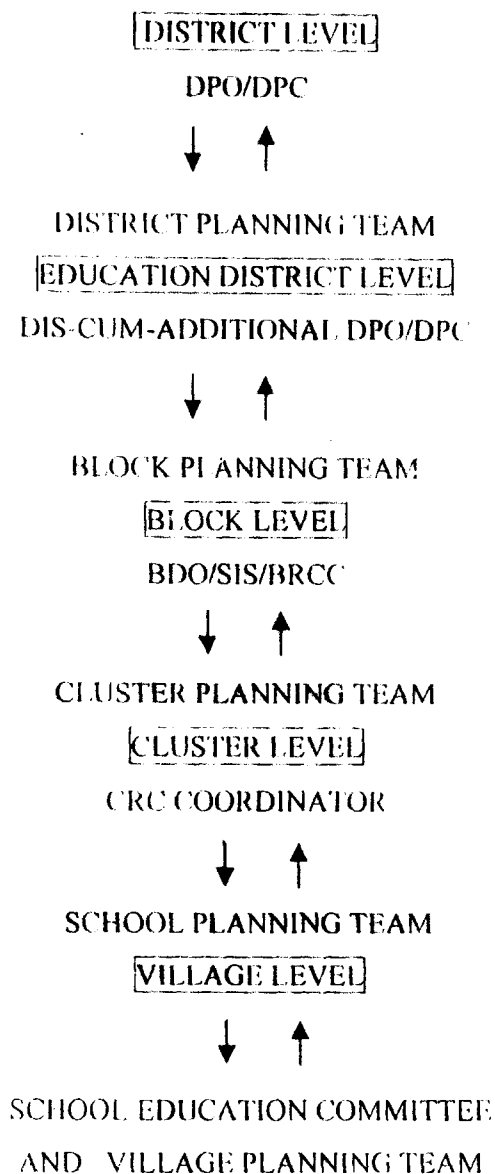 DISTRICT LEVEL
DPO/DPC
DISTRICT PLANNING TEAM
EDUCATION DISTRICT LEVEL
DIS-CUM-ADDITIONAL DPO/DPC
BLOCK PLANNING TEAM
BLOCK LEVEL
BDO/SIS/BRCC
CLUSTER PLANNING TEAM
CLUSTER LEVEL
CRC COORDINATOR
SCHOOL PLANNING TEAM
VILLAGE LEVEL
SCHOOL EDUCATION COMMITTEE
AND VILLAGE PLANNING TEAM